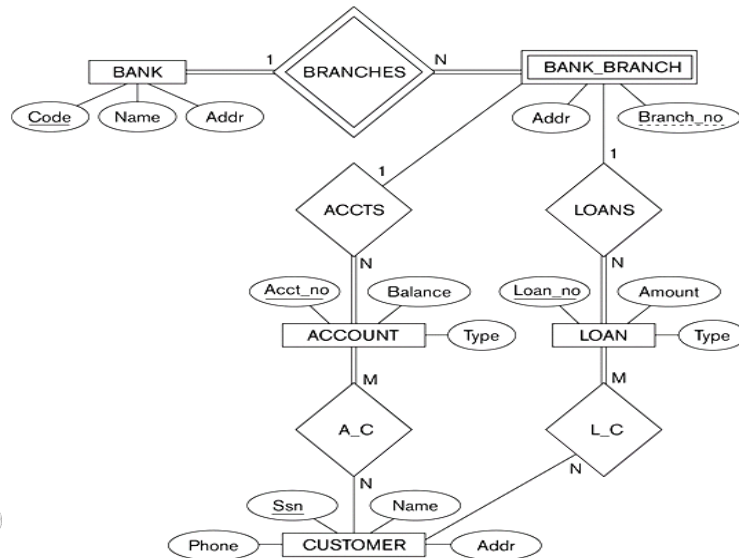 1 N
BANK BRANCHES BANK_BRANCH
Code Name Addr Addr Branch_no
1 1
ACCTS LOANS
N N
Acct_no Balance Loan_no Amount
ACCOUNT Type LOAN Type
M M
A_C L_C
N N
Ssn Name
Phone CUSTOMER Addr